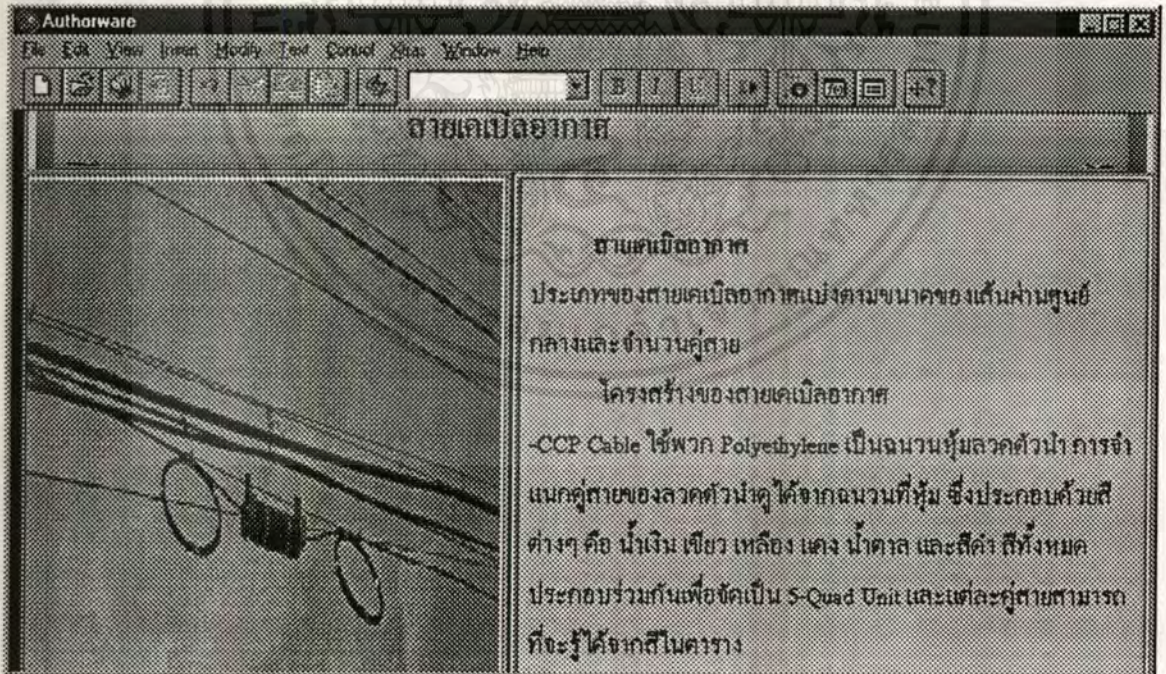 Authorware
File Edit View Insert Modify Text Control Xtras Window Help
B I U
สายเคเบิลอากาศ
สายเคเบิลอากาศ
ประเภทของสายเคเบิลอากาศแบ่งตามขนาดของเส้นผ่านศูนย์
กลางและจำนวนคู่สาย
โครงสร้างของสายเคเบิลอากาศ
-CCP Cable ใช้พวก Polyethylene เป็นฉนวนหุ้มลวดตัวนำ การจำ
แนกคู่สายของลวดตัวนำดูได้จากฉนวนที่หุ้ม ซึ่งประกอบด้วยสี
ต่างๆ คือ น้ำเงิน เขียว เหลือง แดง น้ำตาล และสีดำ สีทั้งหมด
ประกอบร่วมกันเพื่อจัดเป็น 5-Quad Unit และแต่ละคู่สายสามารถ
ที่จะรู้ได้จากสีในตาราง